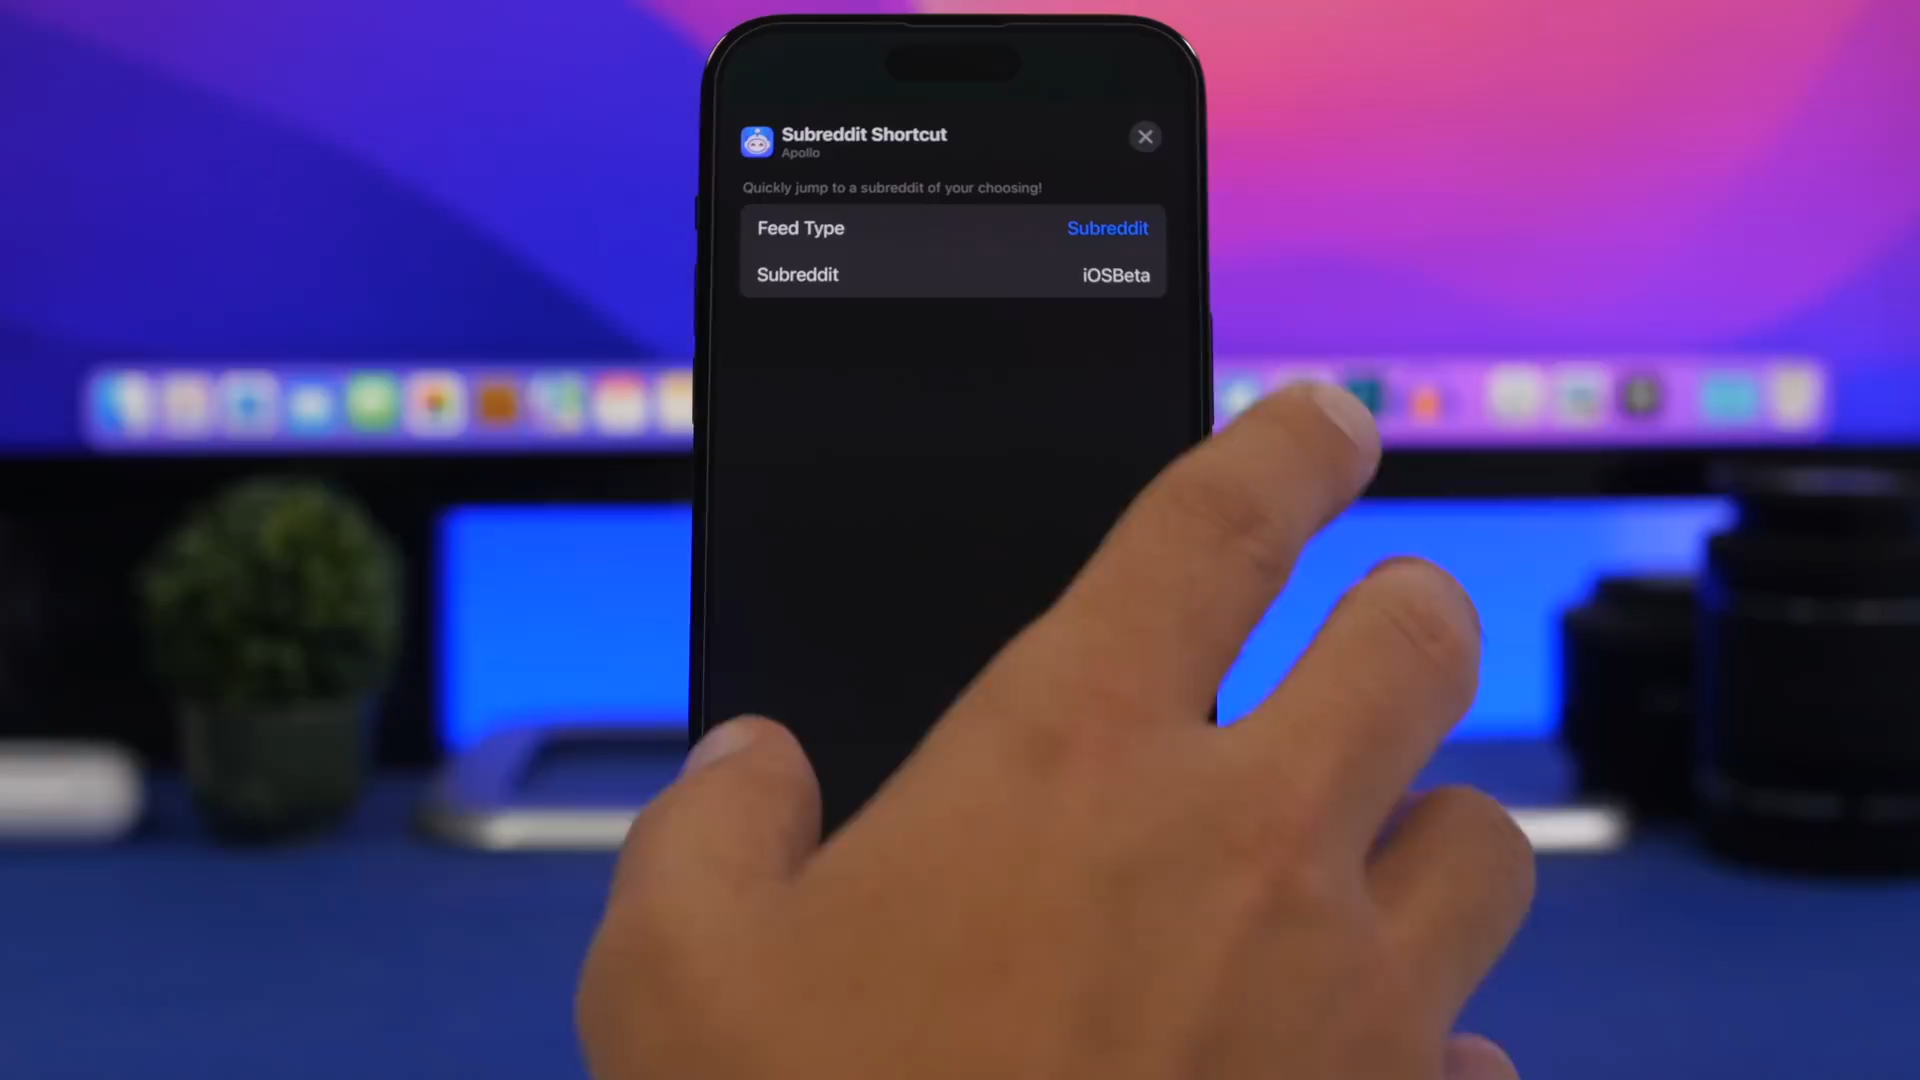 Subreddit Shortcut
Apollo
Quickly jump to a subreddit of your choosing!
Feed Type Subreddit
Subreddit iOSBeta